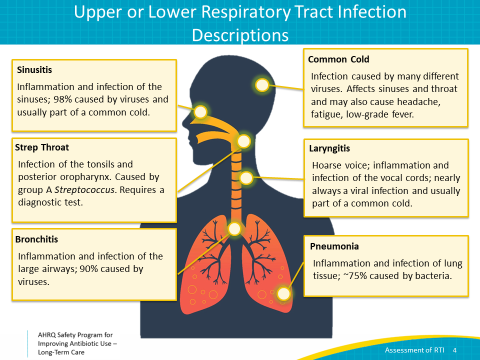 Upper or Lower Respiratory Tract Infection
Descriptions
Sinusitis
Inflammation and infection of the
sinuses; 98% caused by viruses and
usually part of a common cold.
Strep Throat
Infection of the tonsils and
posterior oropharynx. Caused by
group A Streptococcus. Requires a
diagnostic test.
Bronchitis
Inflammation and infection of the
large airways; 90% caused by
viruses.
Common Cold
Infection caused by many different
viruses. Affects sinuses and throat
and may also cause headache,
fatigue, low-grade fever.
Laryngitis
Hoarse voice; inflammation and
infection of the vocal cords; nearly
always a viral infection and usually
part of a common cold.
Pneumonia
Inflammation and infection of lung
tissue; ~75% caused by bacteria.
AHRQ Safety Program for
Improving Antibiotic Use –
Long-Term Care
Assessment of RTI 4